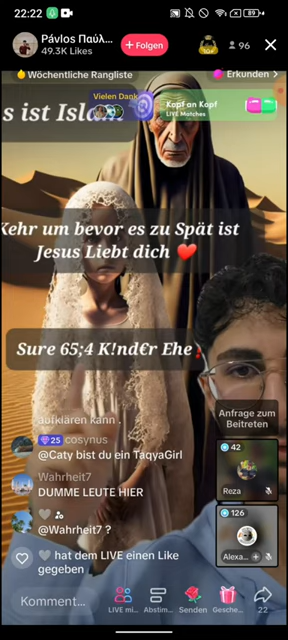 22:22
89
Pávlos Παύλ...
49.3K Likes
+ Folgen
96
Wöchentliche Rangliste
Erkunden >
Vielen Dank
Kopf an Kopf
LIVE Matches
s ist Isla
Kehr um bevor es zu Spät ist
Jesus Liebt dich ❤️
Sure 65;4 K!nd€r Ehe
aufklären kann .
25 cosynus
@Caty bist du ein TaqyaGirl
Wahrheit7
DUMME LEUTE HIER
@Wahrheit7 ?
hat dem LIVE einen Like
gegeben
Anfrage zum
Beitreten
42
Reza
126
Alexa...
Komment...
LIVE mi...
Abstim...
Senden
Gesche...
22